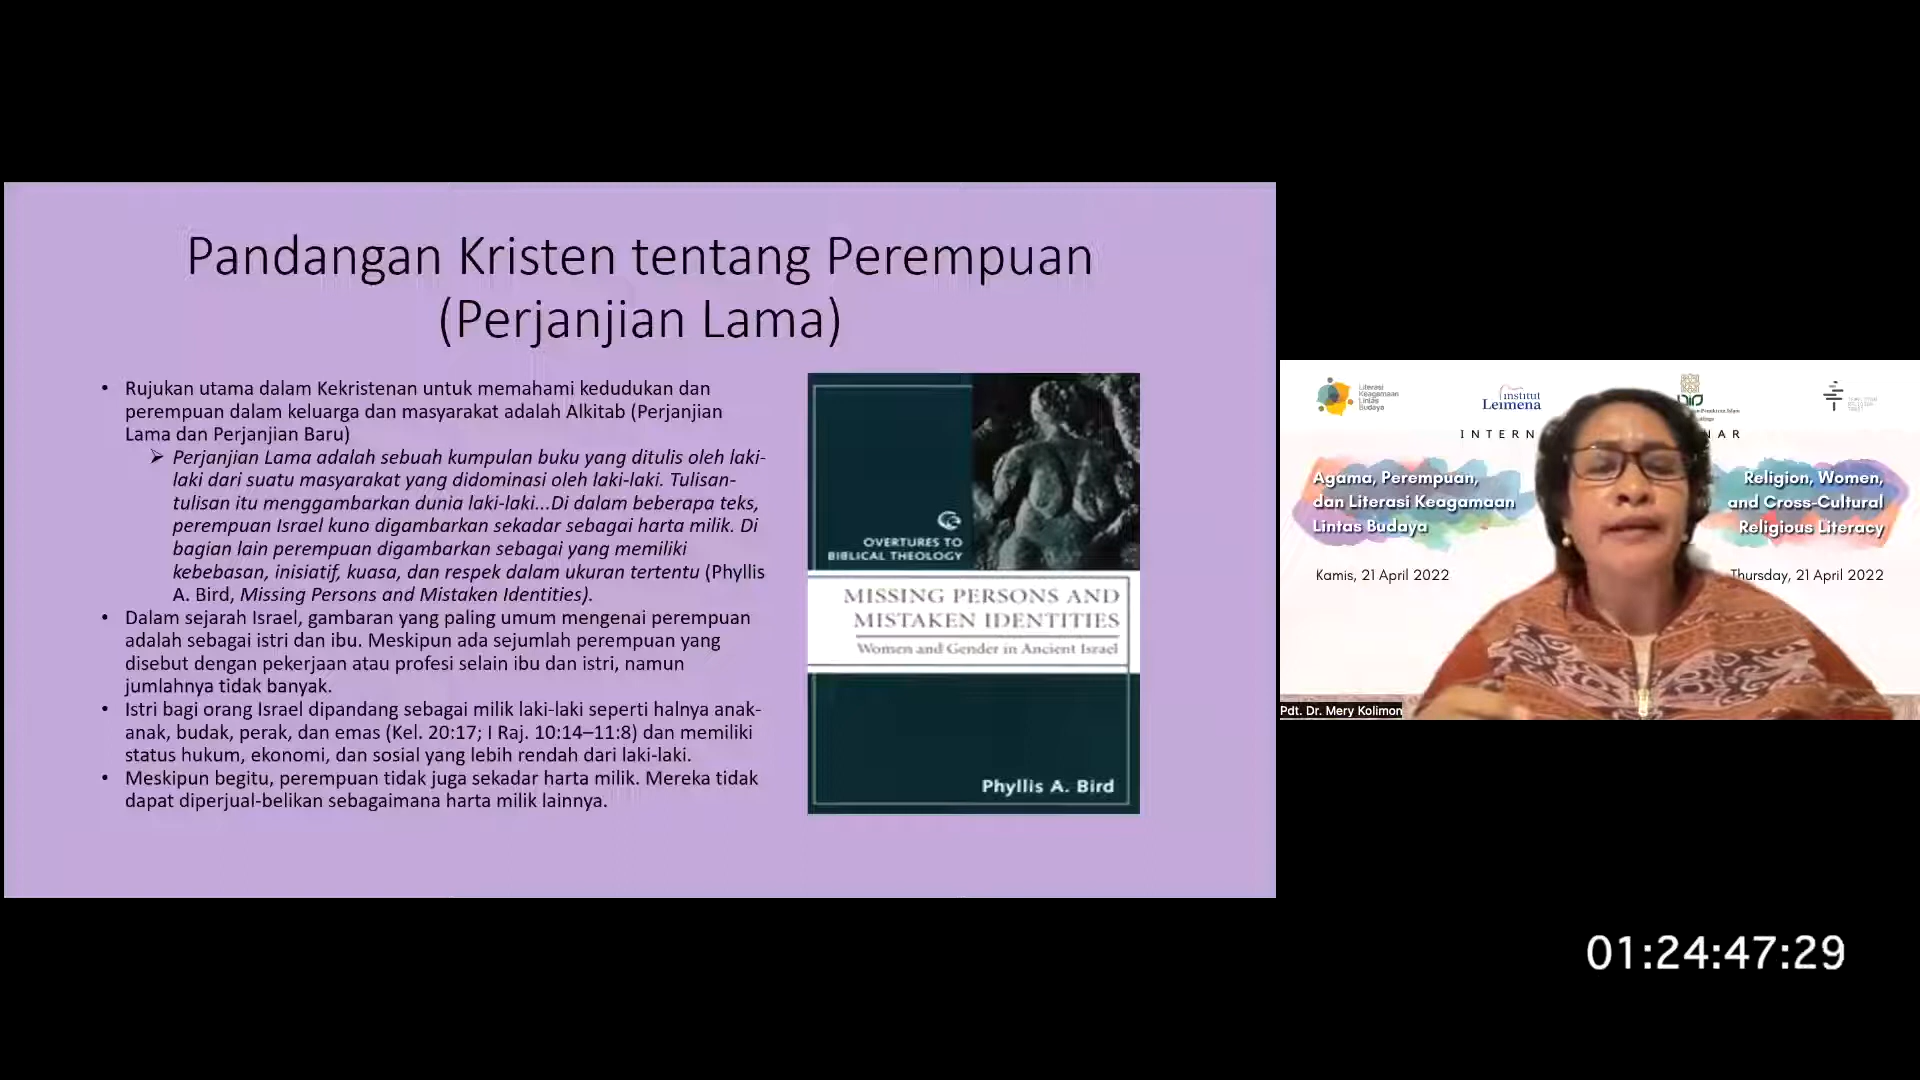 Pandangan Kristen tentang Perempuan
(Perjanjian Lama)
• Rujukan utama dalam Kekristenan untuk memahami kedudukan dan
perempuan dalam keluarga dan masyarakat adalah Alkitab (Perjanjian
Lama dan Perjanjian Baru)
➢ Perjanjian Lama adalah sebuah kumpulan buku yang ditulis oleh laki-
laki dari suatu masyarakat yang didominasi oleh laki-laki. Tulisan-
tulisan itu menggambarkan dunia laki-laki...Di dalam beberapa teks,
perempuan Israel kuno digambarkan sekadar sebagai harta milik. Di
bagian lain perempuan digambarkan sebagai yang memiliki
kebebasan, inisiatif, kuasa, dan respek dalam ukuran tertentu (Phyllis
A. Bird, Missing Persons and Mistaken Identities).
• Dalam sejarah Israel, gambaran yang paling umum mengenai perempuan
adalah sebagai istri dan ibu. Meskipun ada sejumlah perempuan yang
disebut dengan pekerjaan atau profesi selain ibu dan istri, namun
jumlahnya tidak banyak.
• Istri bagi orang Israel dipandang sebagai milik laki-laki seperti halnya anak-
anak, budak, perak, dan emas (Kel. 20:17; I Raj. 10:14–11:8) dan memiliki
status hukum, ekonomi, dan sosial yang lebih rendah dari laki-laki.
• Meskipun begitu, perempuan tidak juga sekadar harta milik. Mereka tidak
dapat diperjual-belikan sebagaimana harta milik lainnya.
OVERTURES TO
BIBLICAL THEOLOGY
MISSING PERSONS AND
MISTAKEN IDENTITIES
Women and Gender in Ancient Israel
Phyllis A. Bird
Literasi
Keagamaan
Lintas
Budaya
institut
Leimena
INTERN
NAR
Agama, Perempuan,
dan Literasi Keagamaan
Lintas Budaya
Kamis, 21 April 2022
Religion, Women,
and Cross-Cultural
Religious Literacy
Thursday, 21 April 2022
Pdt. Dr. Mery Kolimon
01:24:47:29